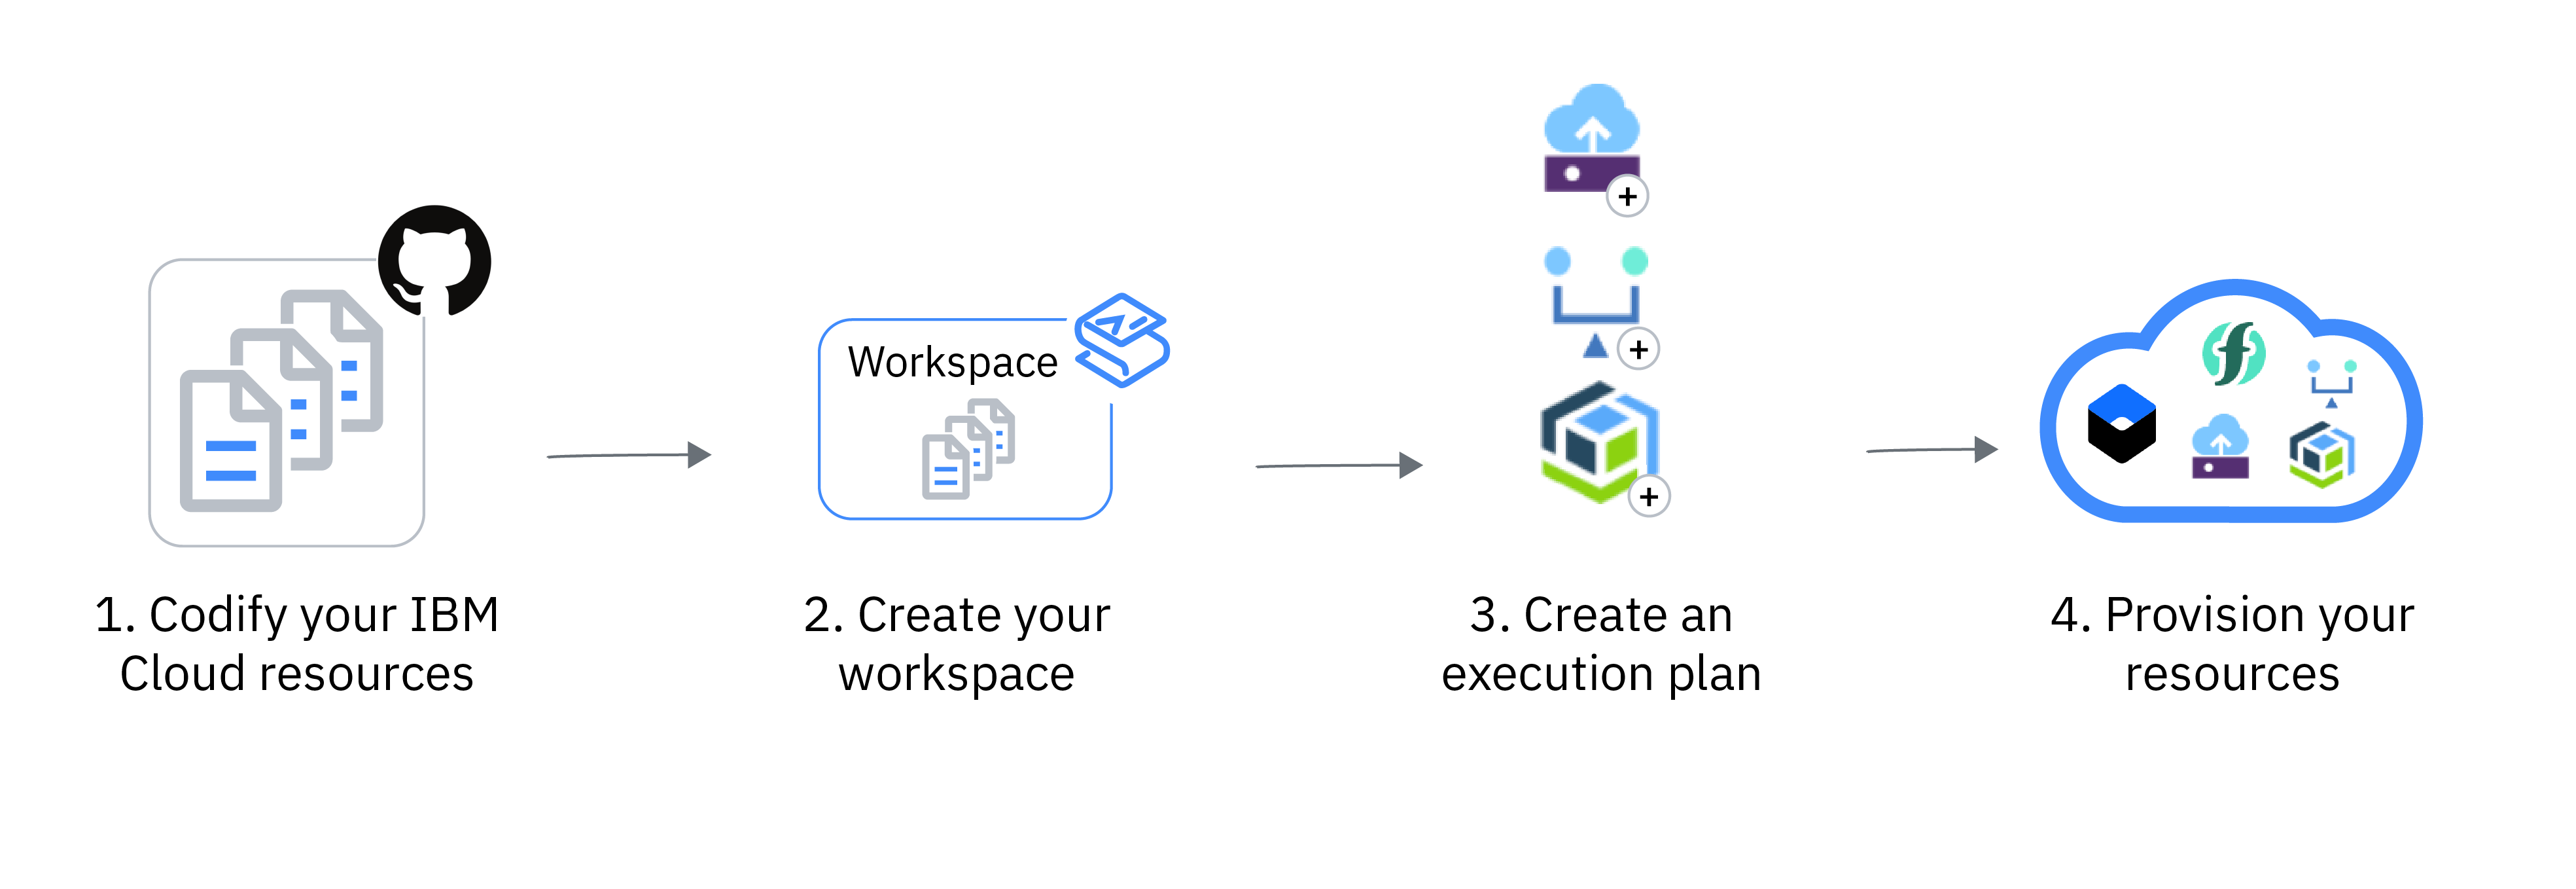 Workspace
1. Codify your IBM
Cloud resources
2. Create your
workspace
3. Create an
execution plan
4. Provision your
resources